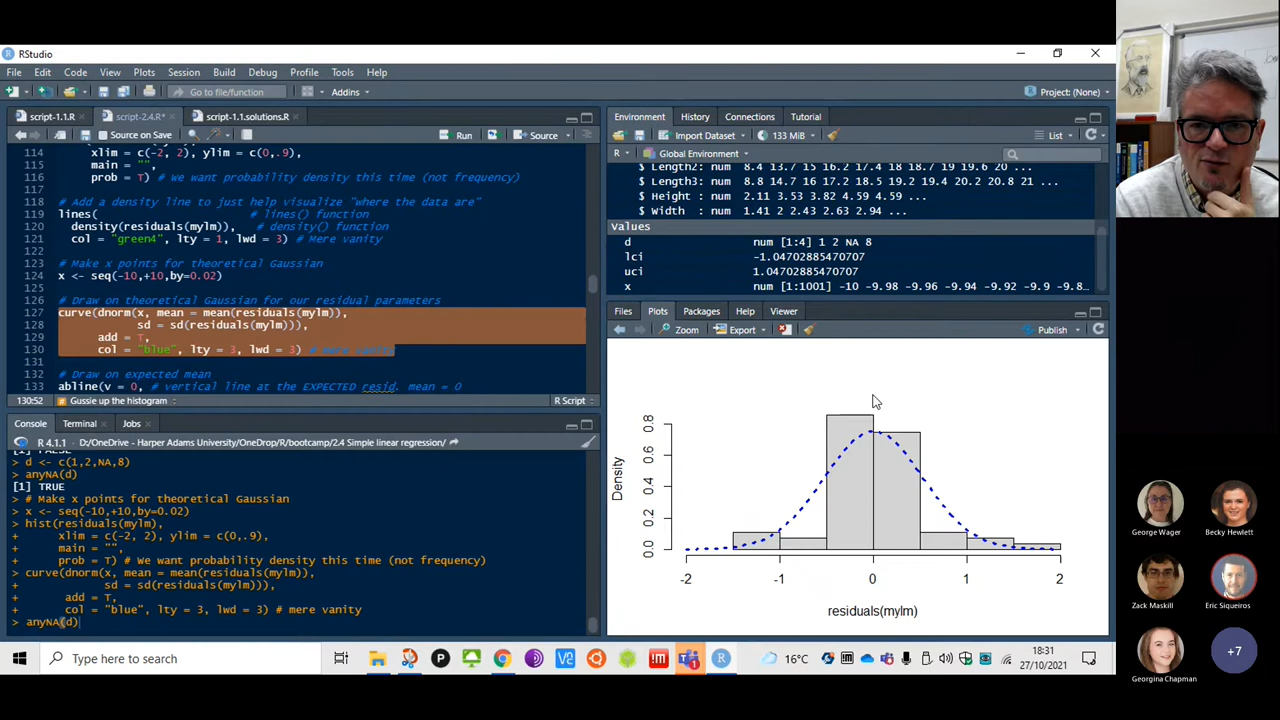 RStudio
File Edit Code View Plots Session Build Debug Profile Tools Help
Go to file/function Addins Project: (None)
script-1.1.R script-2.4.R* script-1.1.solutions.R
Source on Save Run Source
114 xlim = c(-2, 2), ylim = c(0,.9),
115 main = "",
116 prob = T) # We want probability density this time (not frequency)
117
118 # Add a density line to just help visualize "where the data are"
119 lines( # lines() function
120 density(residuals(mylm)), # density() function
121 col = "green4", lty = 1, lwd = 3) # Mere vanity
122
123 # Make x points for theoretical Gaussian
124 x <- seq(-10,+10,by=0.02)
125
126 # Draw on theoretical Gaussian for our residual parameters
127 curve(dnorm(x, mean = mean(residuals(mylm)),
128 sd = sd(residuals(mylm))),
129 add = T,
130 col = "blue", lty = 3, lwd = 3) # mere vanity
131
132 # Draw on expected mean
133 abline(v = 0, # vertical line at the EXPECTED resid. mean = 0
130:52 # Gussie up the histogram R Script
Console Terminal Jobs
R 4.1.1 · D:/OneDrive - Harper Adams University/OneDrop/R/bootcamp/2.4 Simple linear regression/
[1] FALSE
> d <- c(1,2,NA,8)
> anyNA(d)
[1] TRUE
> # Make x points for theoretical Gaussian
> x <- seq(-10,+10,by=0.02)
> hist(residuals(mylm),
+ xlim = c(-2, 2), ylim = c(0,.9),
+ main = "",
+ prob = T) # We want probability density this time (not frequency)
> curve(dnorm(x, mean = mean(residuals(mylm)),
+ sd = sd(residuals(mylm))),
+ add = T,
+ col = "blue", lty = 3, lwd = 3) # mere vanity
> anyNA(d)
Environment History Connections Tutorial
Import Dataset 133 MiB List
R Global Environment
$ Length2: num 8.4 13.7 15 16.2 17.4 18 18.7 19 19.6 20 ...
$ Length3: num 8.8 14.7 16 17.2 18.5 19.2 19.4 20.2 20.8 21 ...
$ Height : num 2.11 3.53 3.82 4.59 4.59 ...
$ Width : num 1.41 2 2.43 2.63 2.94 ...
Values
d num [1:4] 1 2 NA 8
lci -1.04702885470707
uci 1.04702885470707
x num [1:1001] -10 -9.98 -9.96 -9.94 -9.92 -9.9 -9.8…
Files Plots Packages Help Viewer
Zoom Export Publish
Density
0.0 0.2 0.4 0.6 0.8
-2 -1 0 1 2
residuals(mylm)
George Wager Becky Hewlett
Zack Maskill Eric Siqueiros
Georgina Chapman +7
Type here to search
16°C
18:31
27/10/2021